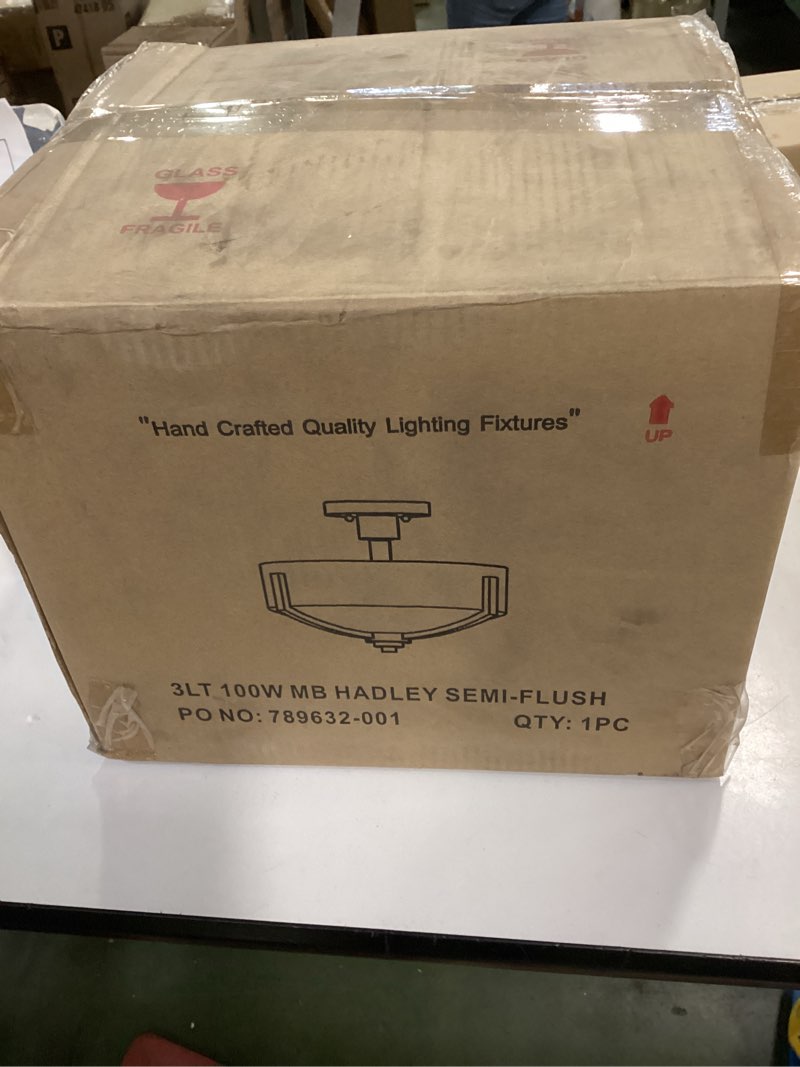 P
GLASS
FRAGILE
"Hand Crafted Quality Lighting Fixtures"
UP
3LT 100W MB HADLEY SEMI-FLUSH
PO NO: 789632-001 QTY: 1PC